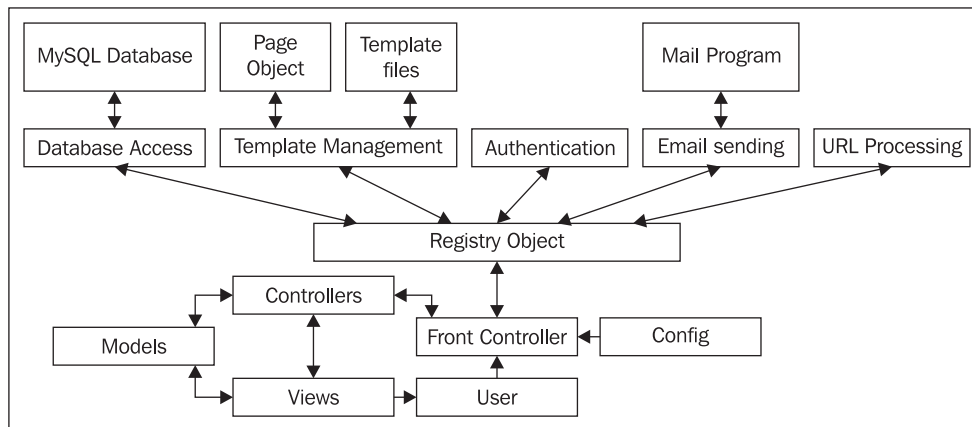 MySQL Database
Page
Object
Template
files
Mail Program
Database Access
Template Management
Authentication
Email sending
URL Processing
Registry Object
Controllers
Models
Front Controller
Config
Views
User